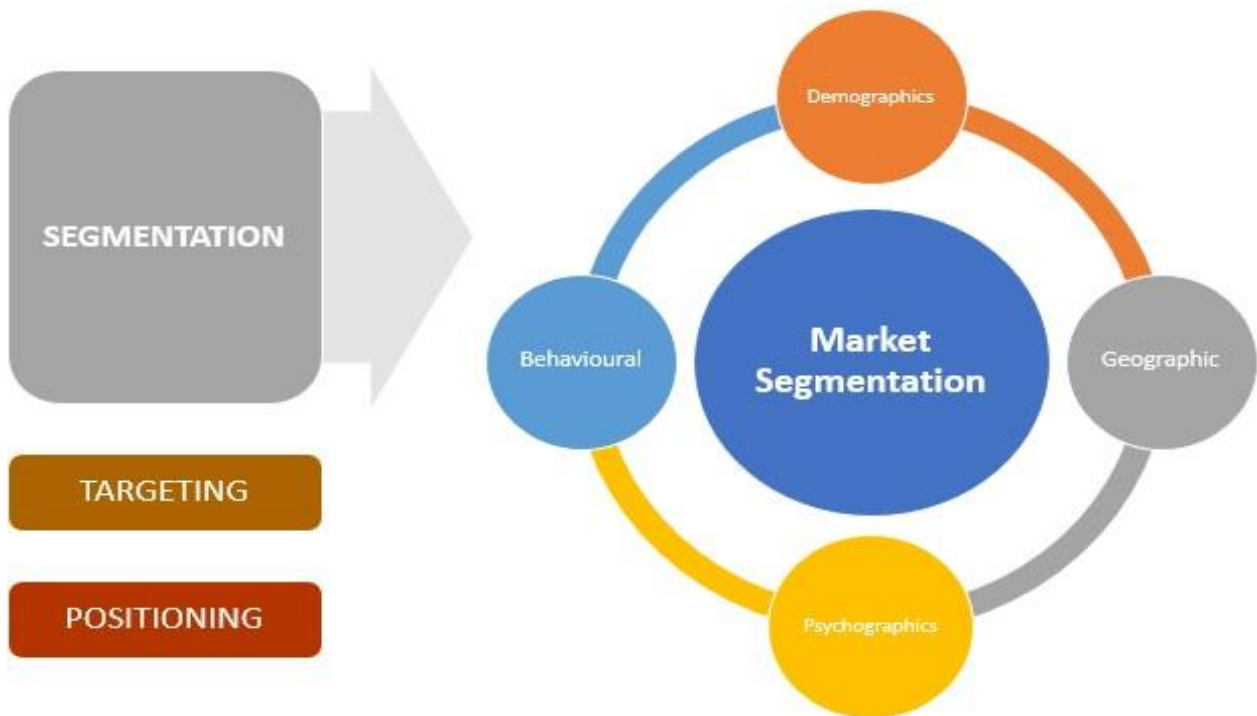 SEGMENTATION
TARGETING
POSITIONING
Demographics
Behavioural
Market
Segmentation
Geographic
Psychographics